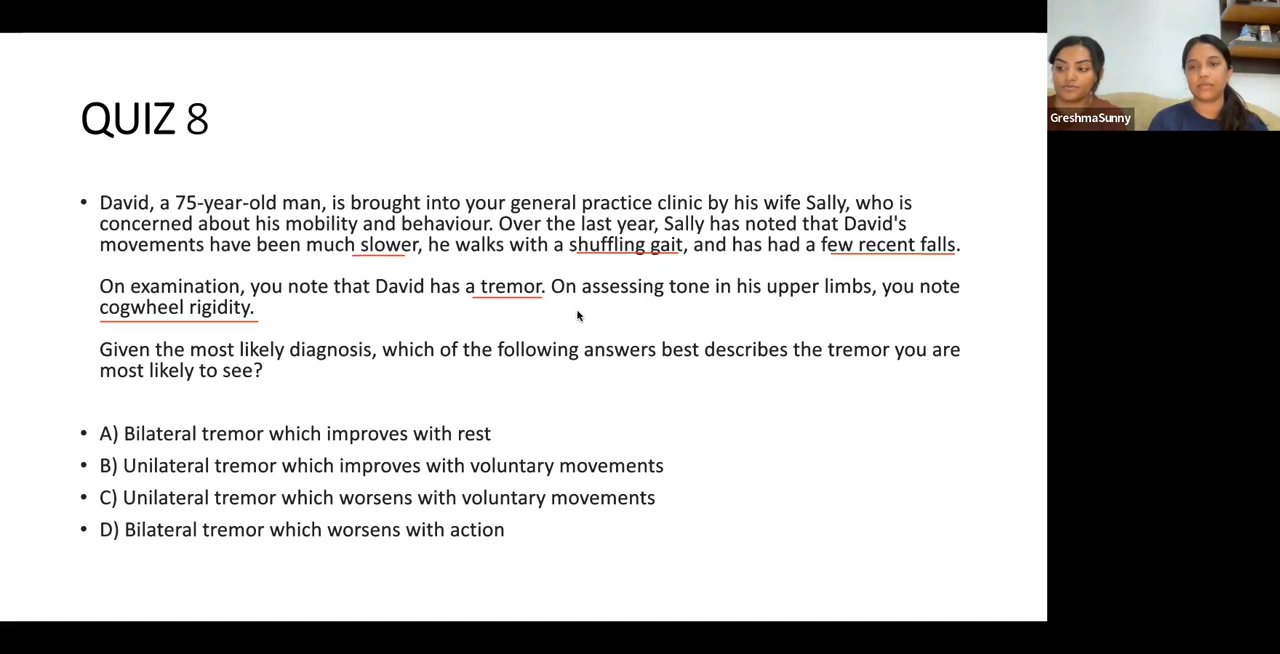 QUIZ 8
GreshmaSunny
• David, a 75-year-old man, is brought into your general practice clinic by his wife Sally, who is
concerned about his mobility and behaviour. Over the last year, Sally has noted that David's
movements have been much slower, he walks with a shuffling gait, and has had a few recent falls.
On examination, you note that David has a tremor. On assessing tone in his upper limbs, you note
cogwheel rigidity.
Given the most likely diagnosis, which of the following answers best describes the tremor you are
most likely to see?
• A) Bilateral tremor which improves with rest
• B) Unilateral tremor which improves with voluntary movements
• C) Unilateral tremor which worsens with voluntary movements
• D) Bilateral tremor which worsens with action